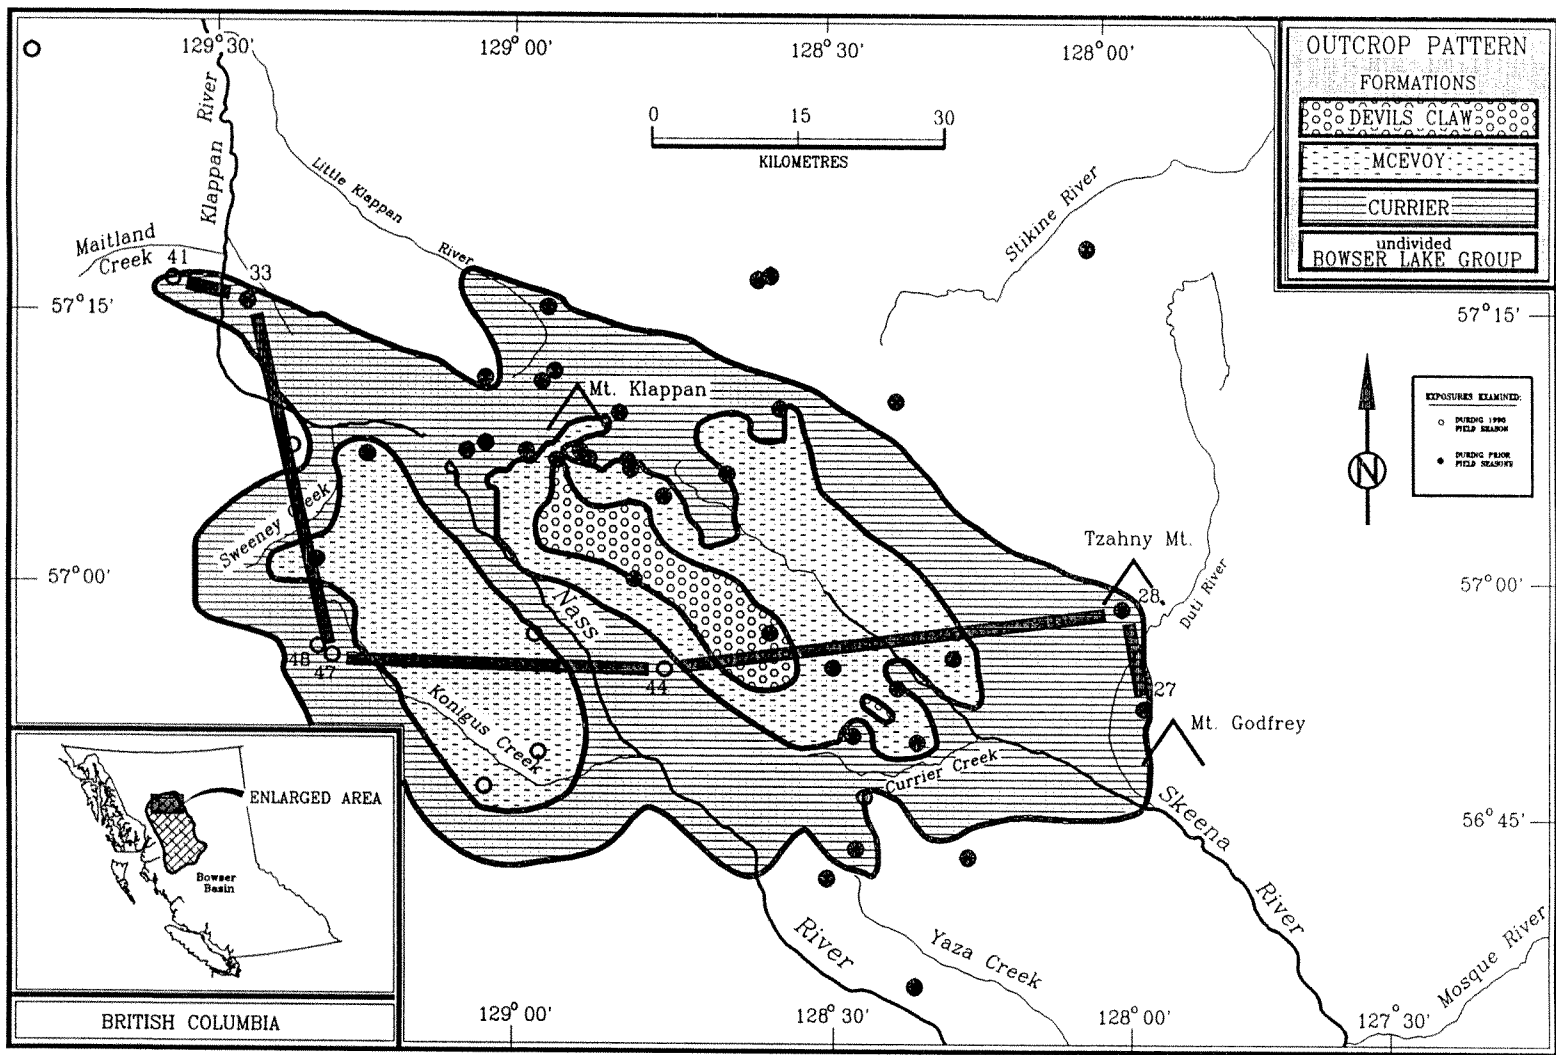 129°30'
129°00'
128°30'
128°00'
OUTCROP PATTERN
FORMATIONS
DEVILS CLAW
MCEVOY
CURRIER
undivided
BOWSER LAKE GROUP
0 15 30
KILOMETRES
Klappan River
Little Klappan
River
Stikine River
Maitland
Creek
41
33
57°15'
57°15'
Mt. Klappan
N
EXPOSURES EXAMINED:
DURING 1990
FIELD SEASON
DURING PRIOR
FIELD SEASONS
Sweeney Creek
Tzahny Mt.
57°00'
57°00'
Duti River
28
Nass
48
47
44
27
Konigus Creek
Mt. Godfrey
Currier Creek
Skeena
River
56°45'
ENLARGED AREA
Bowser
Basin
River
Yaza Creek
Mosque River
BRITISH COLUMBIA
129°00'
128°30'
128°00'
127°30'